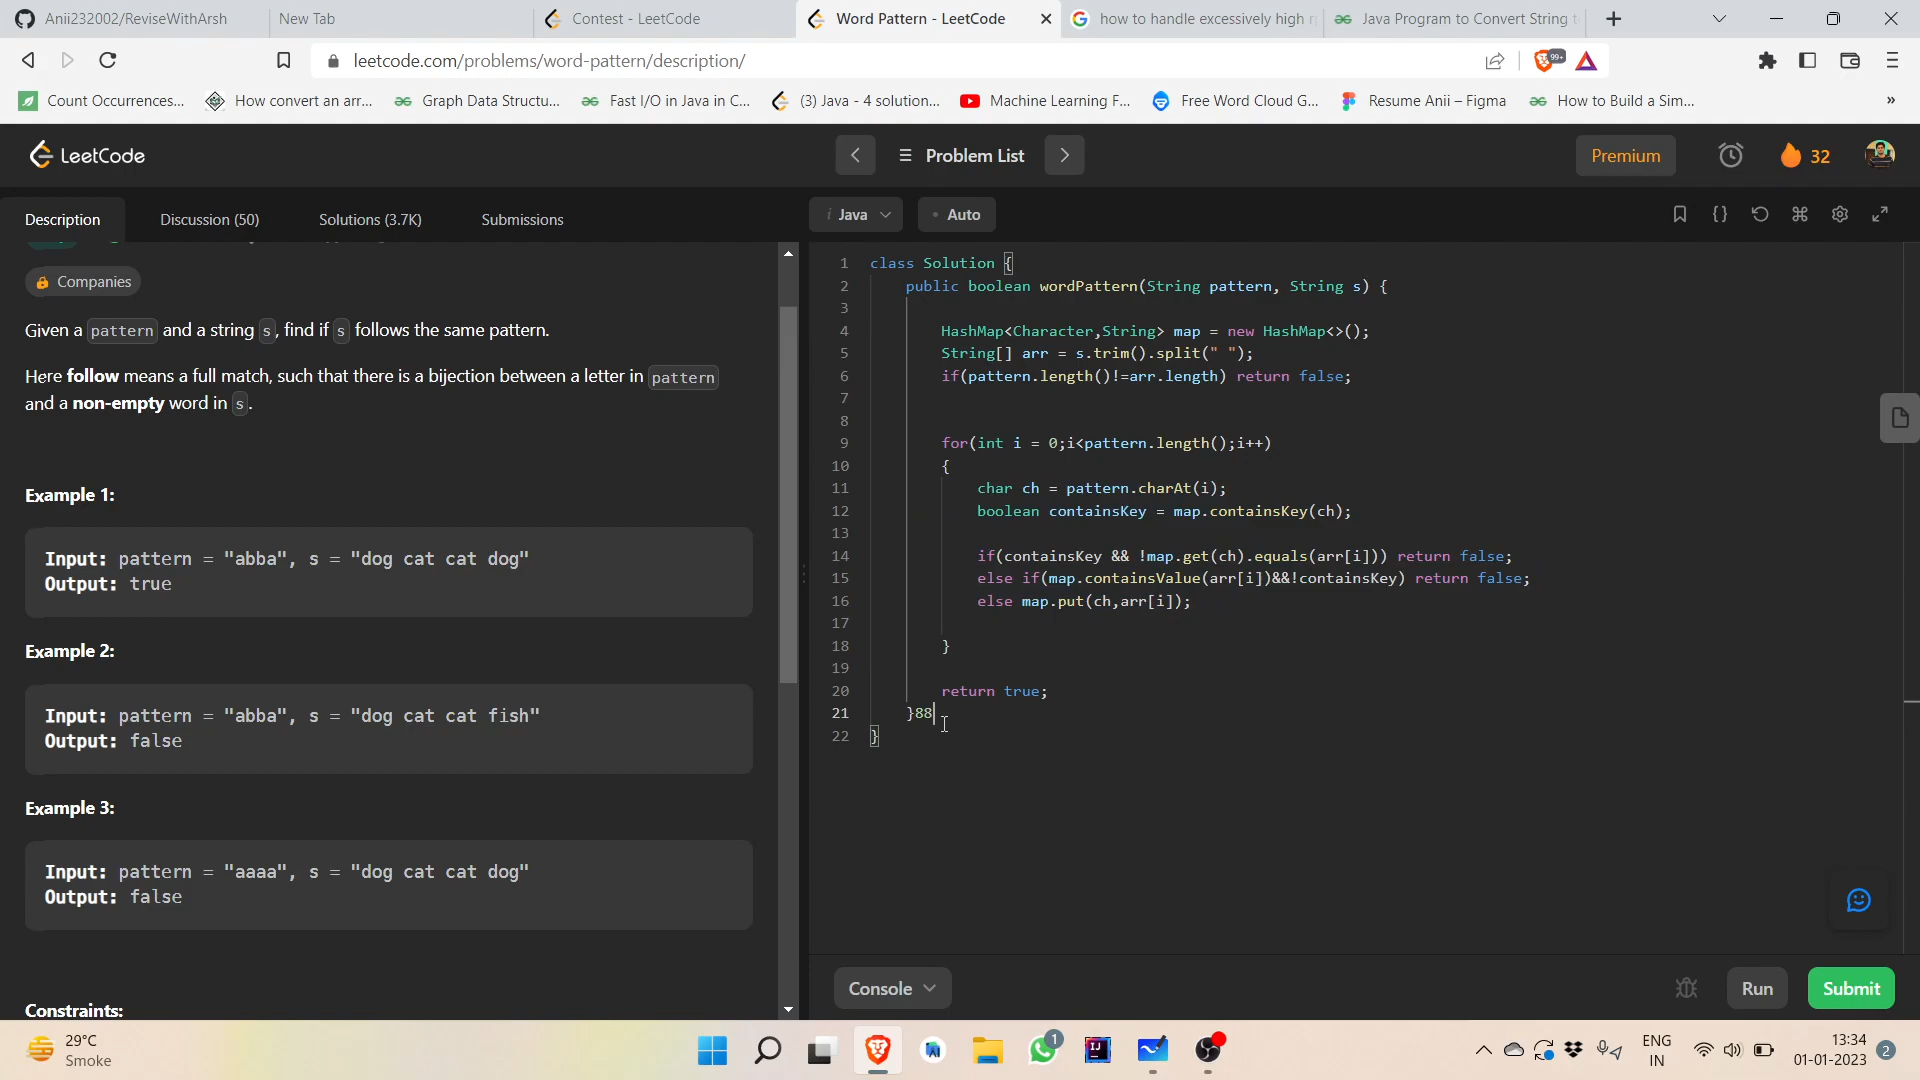 Anii232002/ReviseWithArsh
New Tab
Contest - LeetCode
Word Pattern - LeetCode
how to handle excessively high r
Java Program to Convert String t
leetcode.com/problems/word-pattern/description/
99+
Count Occurrences...
How convert an arr...
Graph Data Structu...
Fast I/O in Java in C...
(3) Java - 4 solution...
Machine Learning F...
Free Word Cloud G...
Resume Anii – Figma
How to Build a Sim...
»
LeetCode
Problem List
Premium
32
Description
Discussion (50)
Solutions (3.7K)
Submissions
Companies
Given a pattern and a string s, find if s follows the same pattern.
Here follow means a full match, such that there is a bijection between a letter in pattern
and a non-empty word in s.
Example 1:
Input: pattern = "abba", s = "dog cat cat dog"
Output: true
Example 2:
Input: pattern = "abba", s = "dog cat cat fish"
Output: false
Example 3:
Input: pattern = "aaaa", s = "dog cat cat dog"
Output: false
Constraints:
i Java
• Auto
1 class Solution {
2 public boolean wordPattern(String pattern, String s) {
3
4 HashMap<Character,String> map = new HashMap<>();
5 String[] arr = s.trim().split(" ");
6 if(pattern.length()!=arr.length) return false;
7
8
9 for(int i = 0;i<pattern.length();i++)
10 {
11 char ch = pattern.charAt(i);
12 boolean containsKey = map.containsKey(ch);
13
14 if(containsKey && !map.get(ch).equals(arr[i])) return false;
15 else if(map.containsValue(arr[i])&&!containsKey) return false;
16 else map.put(ch,arr[i]);
17
18 }
19
20 return true;
21 }88
22 }
Console
Run
Submit
29°C
Smoke
1
IJ
ENG
IN
13:34
01-01-2023
2